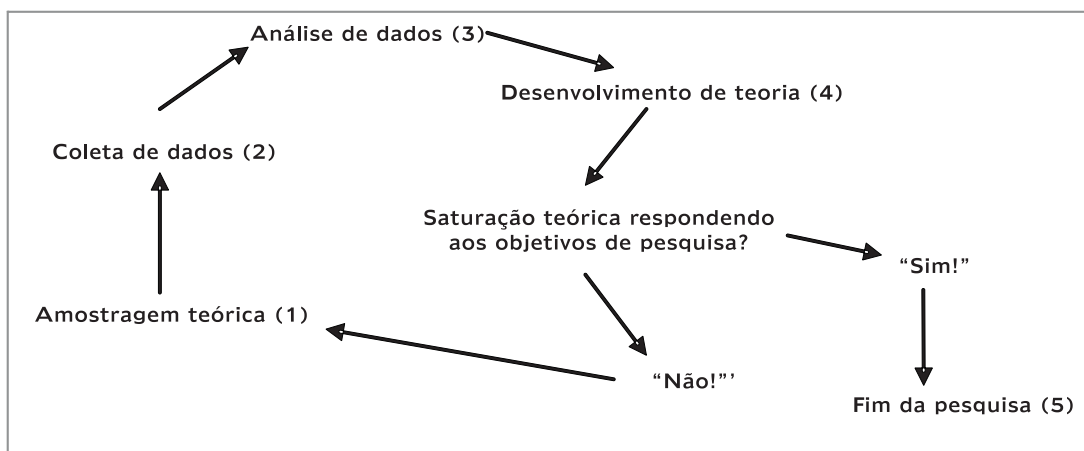 Análise de dados (3)
Desenvolvimento de teoria (4)
Coleta de dados (2)
Saturação teórica respondendo
aos objetivos de pesquisa?
“Sim!”
Amostragem teórica (1)
“Não!”’
Fim da pesquisa (5)